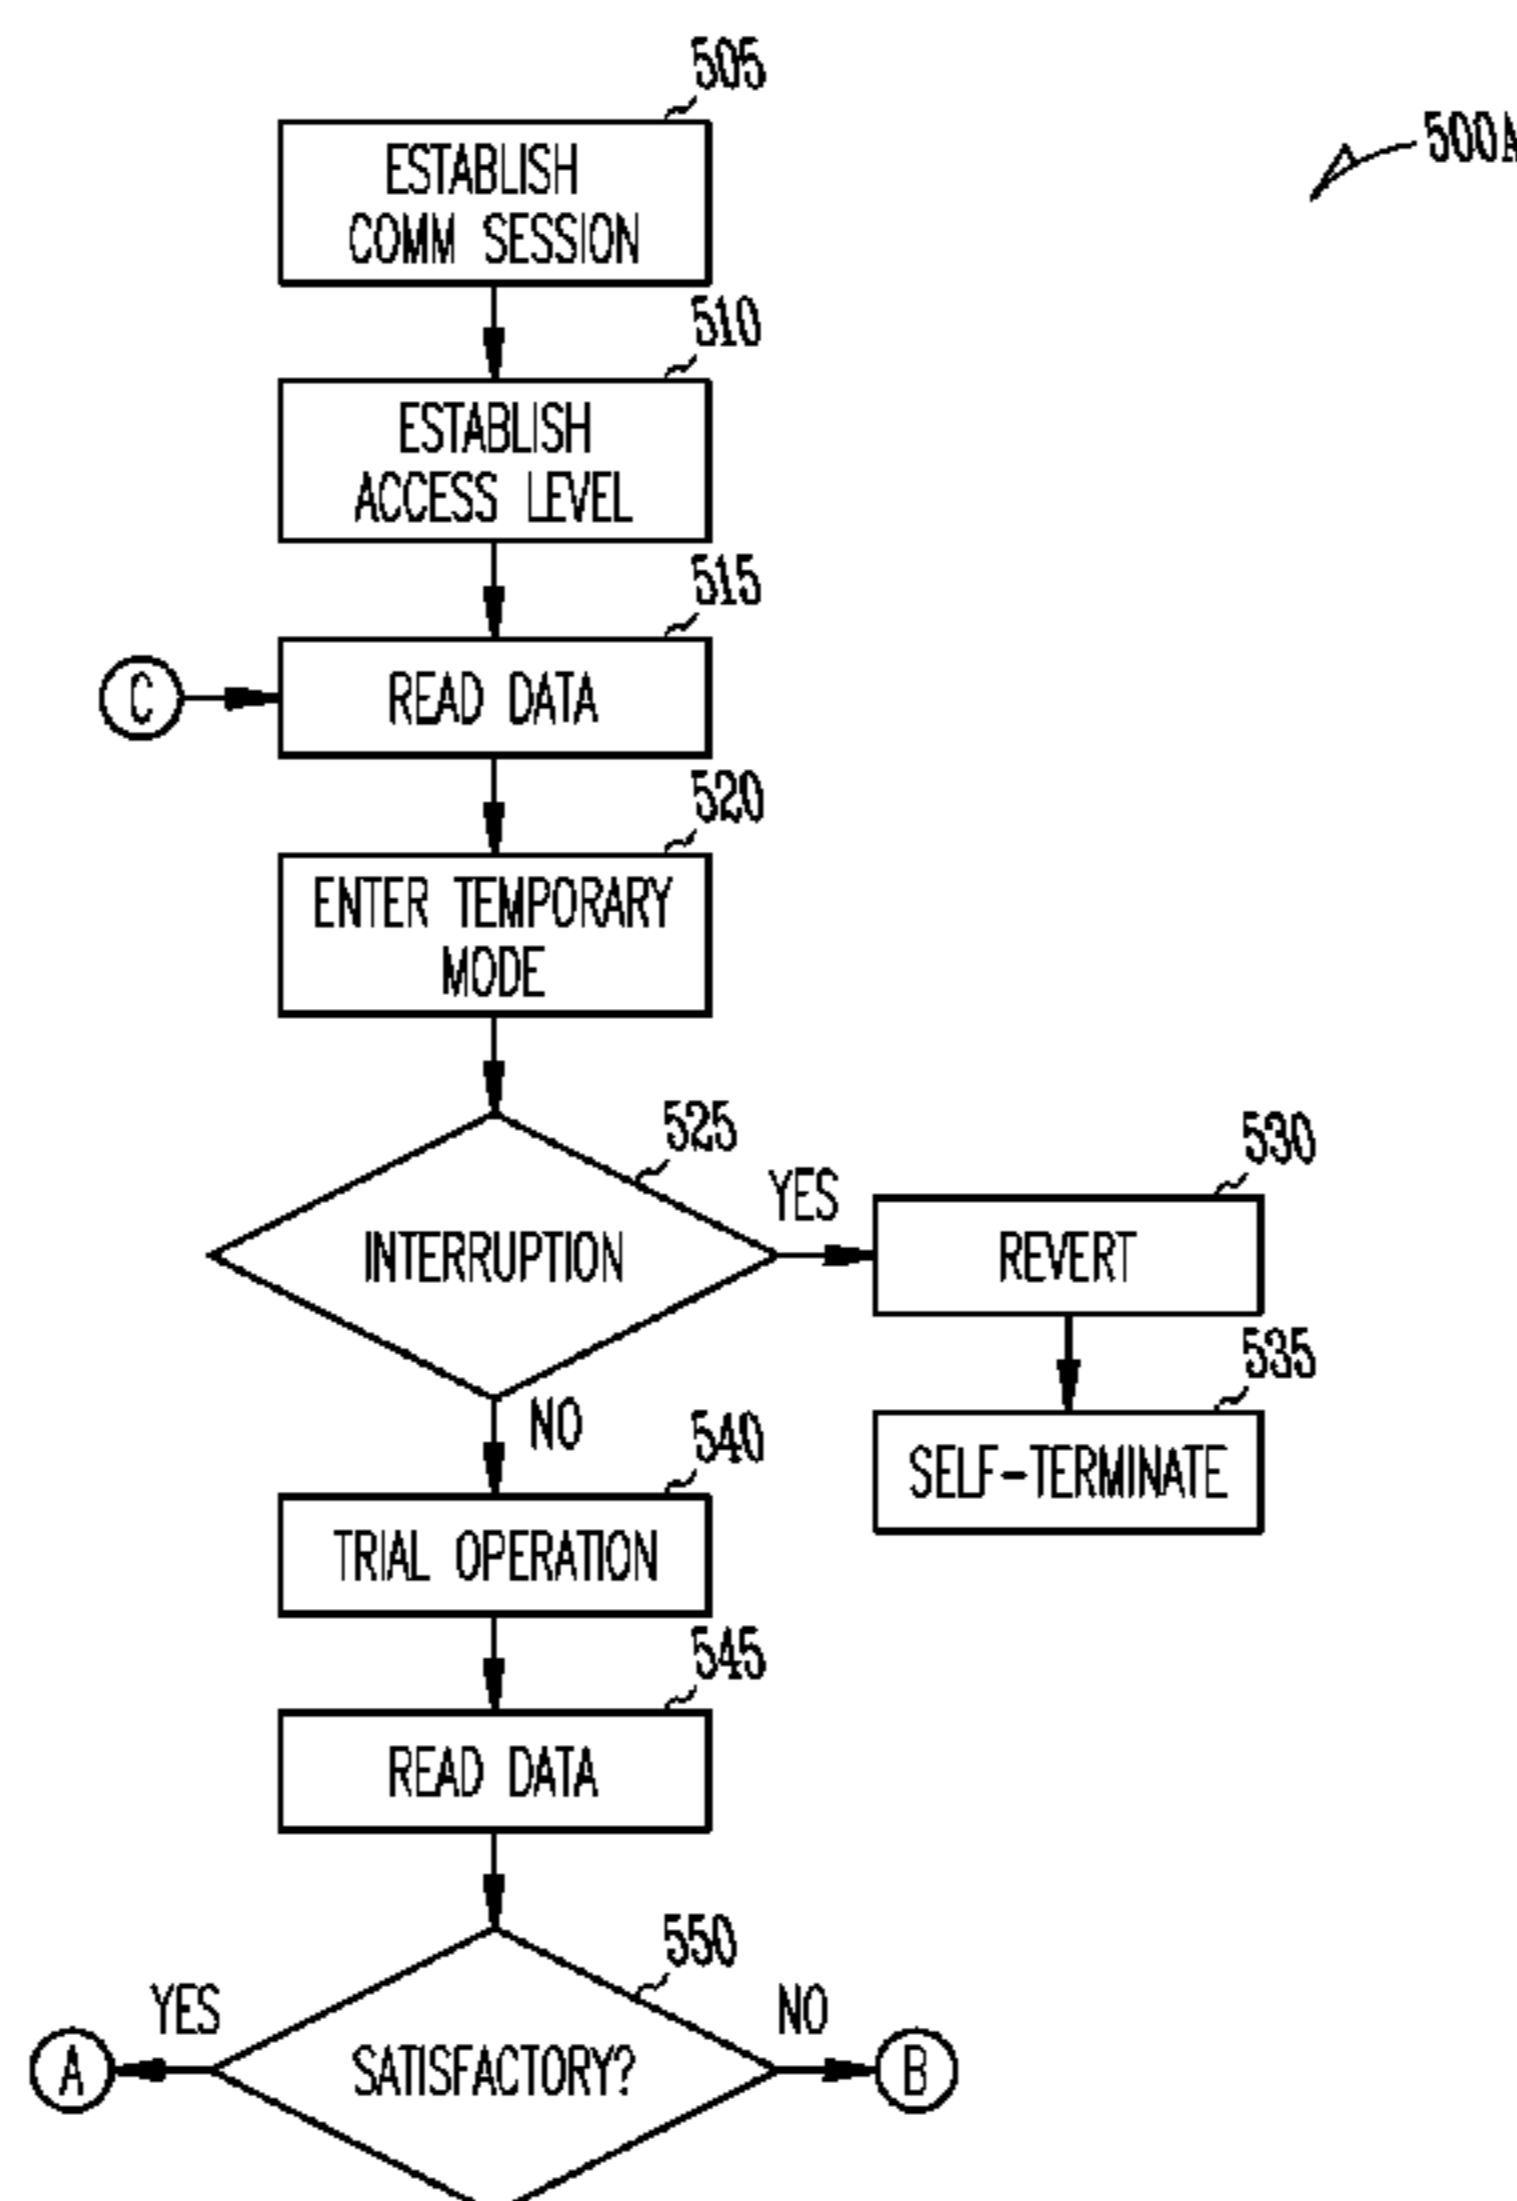 505
500A
ESTABLISH
COMM SESSION
510
ESTABLISH
ACCESS LEVEL
515
C
READ DATA
520
ENTER TEMPORARY
MODE
525
INTERRUPTION
YES
530
REVERT
535
SELF-TERMINATE
NO
540
TRIAL OPERATION
545
READ DATA
550
YES
NO
A
SATISFACTORY?
B